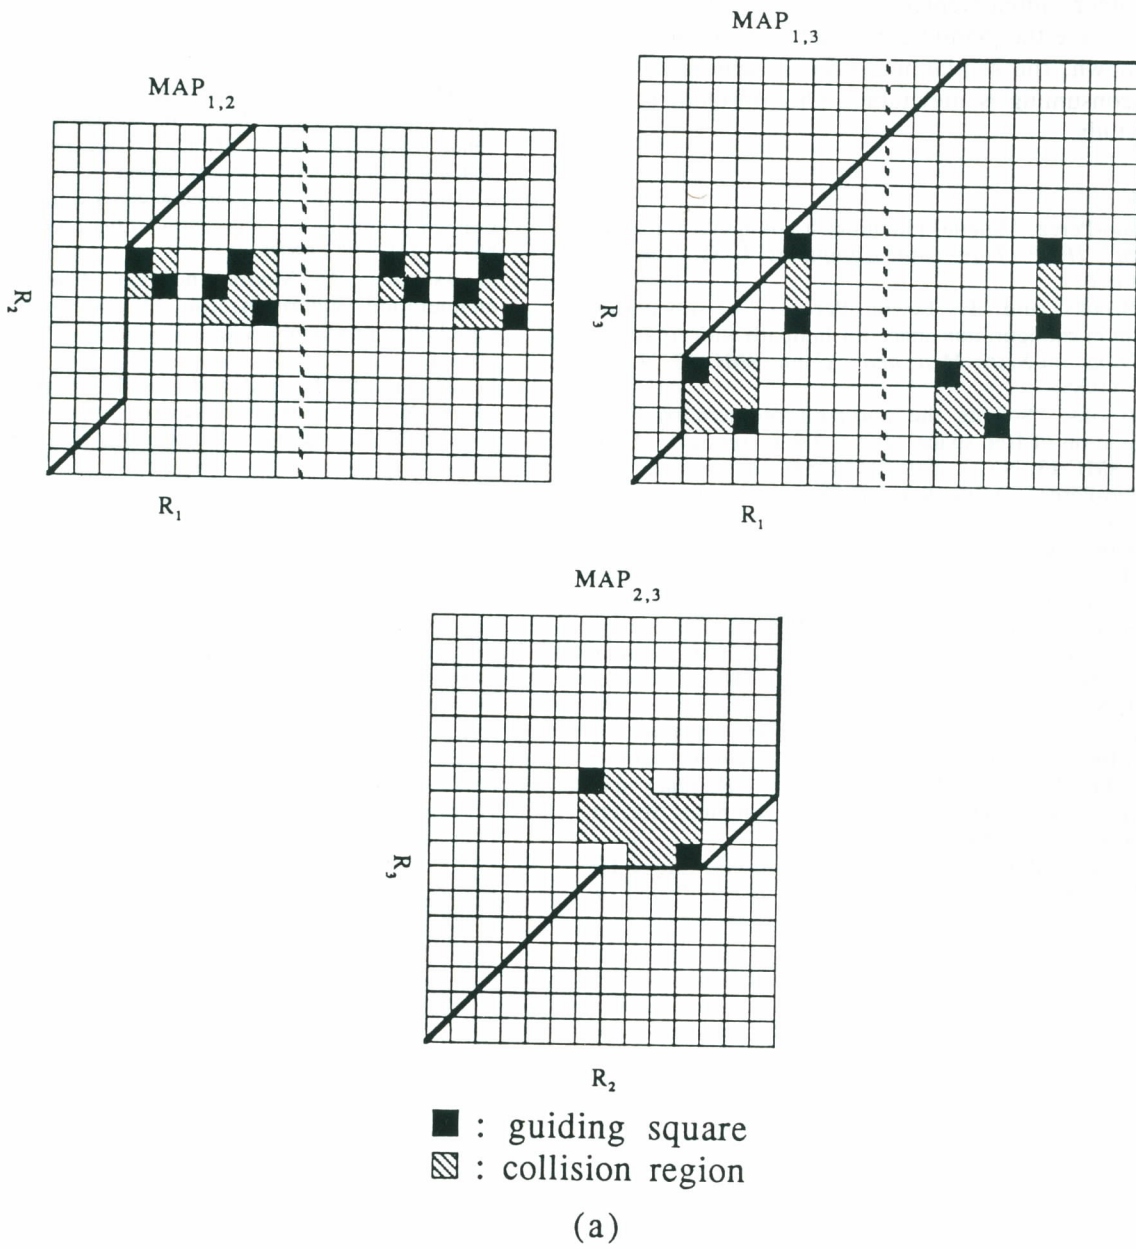 MAP1,3
MAP1,2
R2
R3
R1
R1
MAP2,3
R3
R2
: guiding square
: collision region
(a)